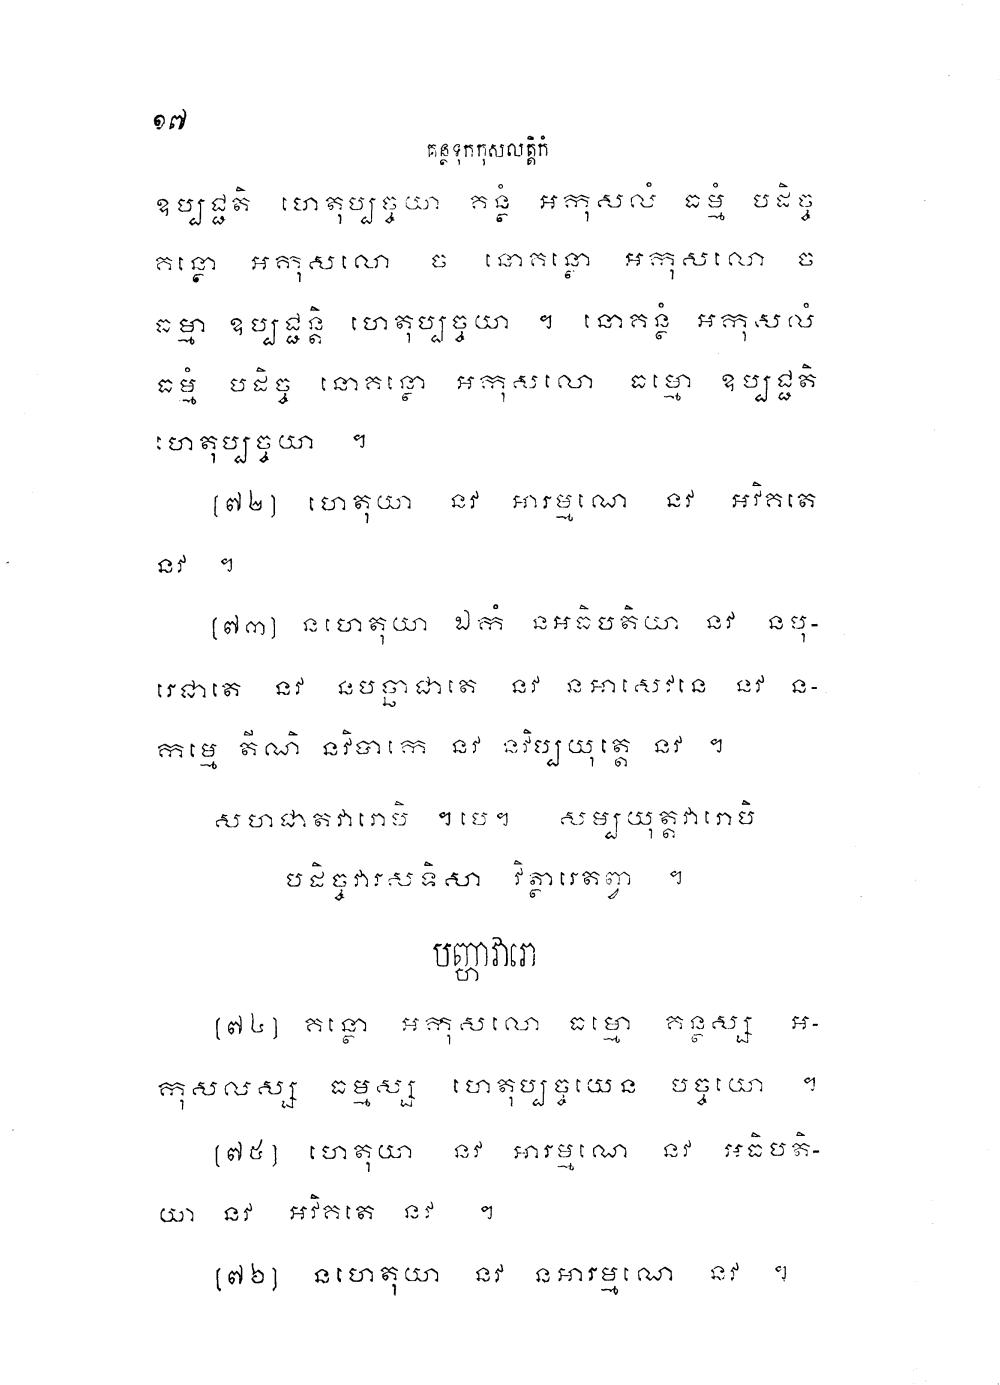 ១៧
គន្ថទុកកុសលត្តិកំ
ឧប្បជ្ជតិ ហេតុប្បច្ចយា គន្ថំ អកុសលំ ធម្មំ បដិច្ច
គន្ថោ អកុសលោ ច នោគន្ថោ អកុសលោ ច
ធម្មា ឧប្បជ្ជន្តិ ហេតុប្បច្ចយា ។ នោគន្ថំ អកុសលំ
ធម្មំ បដិច្ច នោគន្ថោ អកុសលោ ធម្មោ ឧប្បជ្ជតិ
ហេតុប្បច្ចយា ។
(៧២) ហេតុយា នវ អារម្មណេ នវ អវិគតេ
នវ ។
(៧៣) នហេតុយា ឯកំ នអធិបតិយា នវ នបុ-
រេជាតេ នវ នបច្ឆាជាតេ នវ នអាសេវនេ នវ ន-
កម្មេ តីណិ នវិបាកេ នវ នវិប្បយុត្តេ នវ ។
សហជាតវារោបិ ។បេ។ សម្បយុត្តវារោបិ
បដិច្ចវារសទិសា វិត្ថារេតព្វា ។
បញ្ហាវារោ
(៧៤) គន្ថោ អកុសលោ ធម្មោ គន្ថស្ស អ-
កុសលស្ស ធម្មស្ស ហេតុប្បច្ចយេន បច្ចយោ ។
(៧៥) ហេតុយា នវ អារម្មណេ នវ អធិបតិ-
យា នវ អវិគតេ នវ ។
(៧៦) នហេតុយា នវ នអារម្មណេ នវ ។